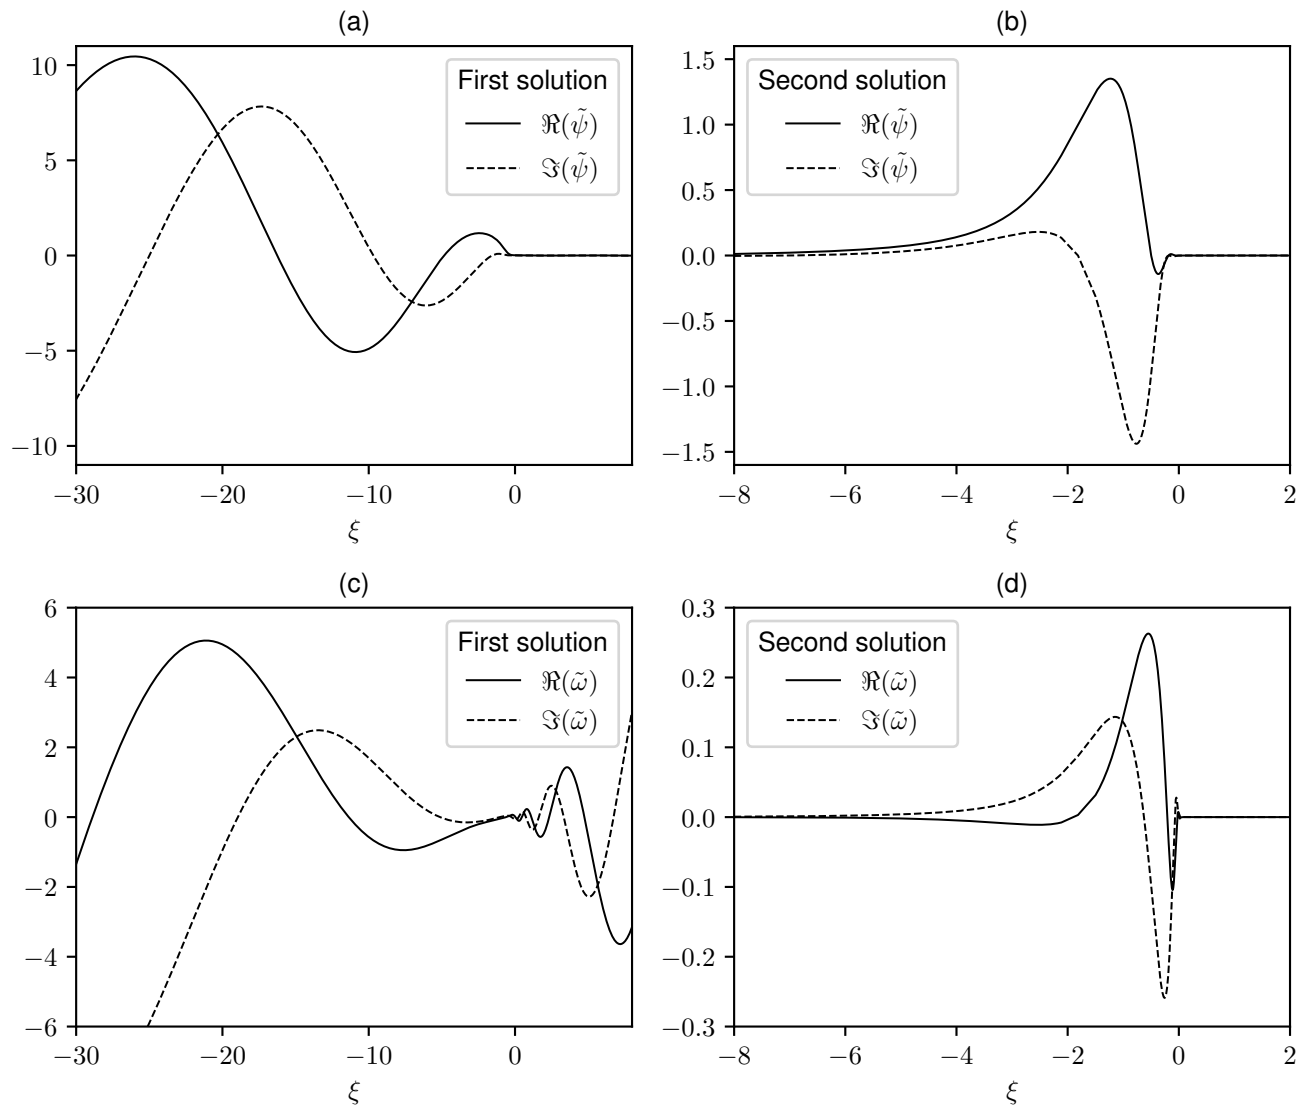 (a)
10
5
0
−5
−10
−30
−20
−10
0
ξ
First solution
ℜ(ψ̃)
ℑ(ψ̃)
(b)
1.5
1.0
0.5
0.0
−0.5
−1.0
−1.5
−8
−6
−4
−2
0
2
ξ
Second solution
ℜ(ψ̃)
ℑ(ψ̃)
(c)
6
4
2
0
−2
−4
−6
−30
−20
−10
0
ξ
First solution
ℜ(ω̃)
ℑ(ω̃)
(d)
0.3
0.2
0.1
0.0
−0.1
−0.2
−0.3
−8
−6
−4
−2
0
2
ξ
Second solution
ℜ(ω̃)
ℑ(ω̃)